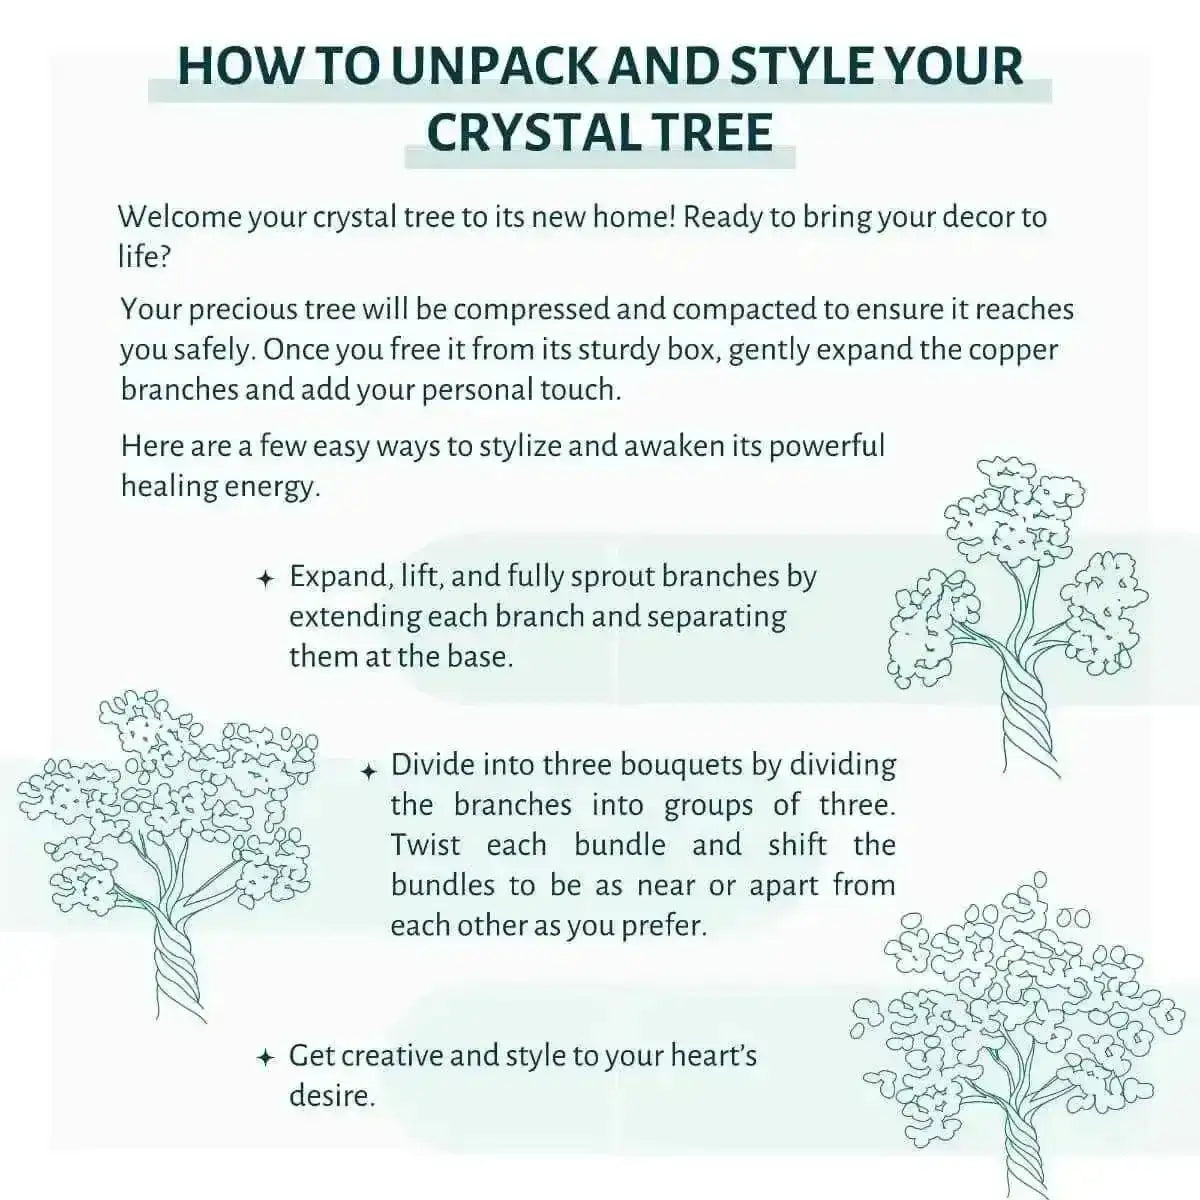 HOW TO UNPACK AND STYLE YOUR
CRYSTAL TREE
Welcome your crystal tree to its new home! Ready to bring your decor to
life?
Your precious tree will be compressed and compacted to ensure it reaches
you safely. Once you free it from its sturdy box, gently expand the copper
branches and add your personal touch.
Here are a few easy ways to stylize and awaken its powerful
healing energy.
Expand, lift, and fully sprout branches by
extending each branch and separating
them at the base.
Divide into three bouquets by dividing
the branches into groups of three.
Twist each bundle and shift the
bundles to be as near or apart from
each other as you prefer.
Get creative and style to your heart's
desire.